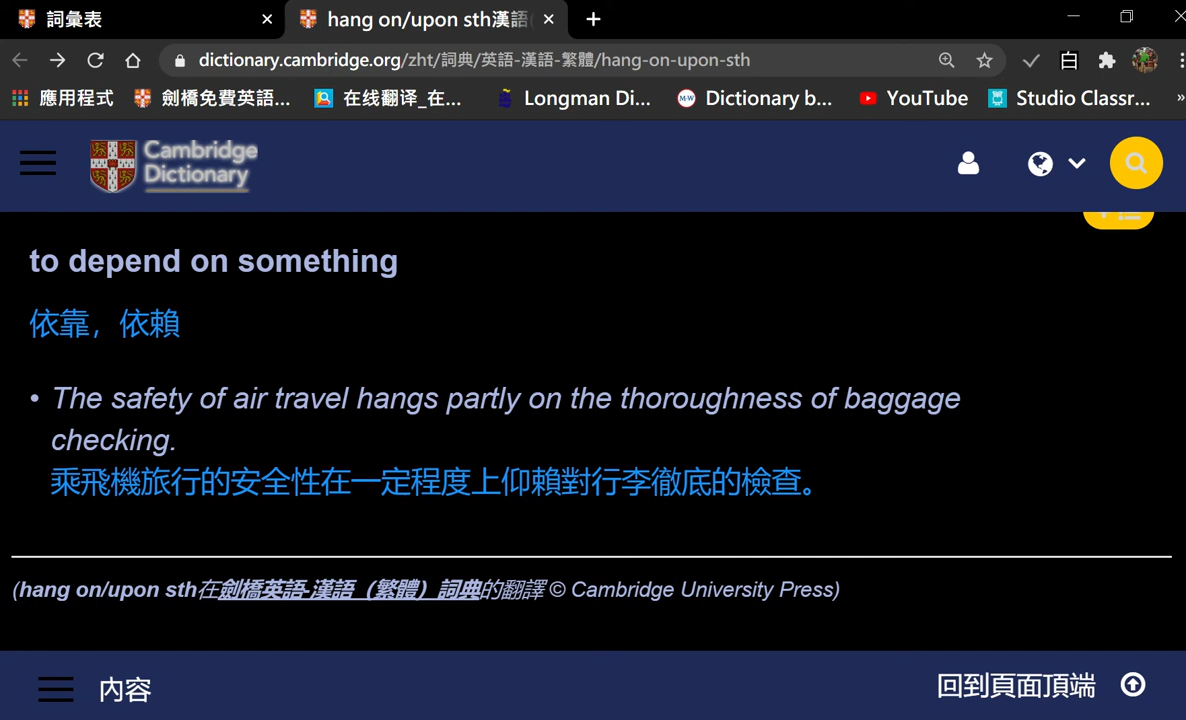 詞彙表
hang on/upon sth漢語
dictionary.cambridge.org/zht/詞典/英語-漢語-繁體/hang-on-upon-sth
白
應用程式 劍橋免費英語... 在线翻译_在... M-W Longman Di... Dictionary b... YouTube Studio Classr... »
Cambridge
Dictionary
to depend on something
依靠，依賴
• The safety of air travel hangs partly on the thoroughness of baggage
checking.
乘飛機旅行的安全性在一定程度上仰賴對行李徹底的檢查。
(hang on/upon sth在劍橋英語-漢語（繁體）詞典的翻譯 © Cambridge University Press)
內容
回到頁面頂端